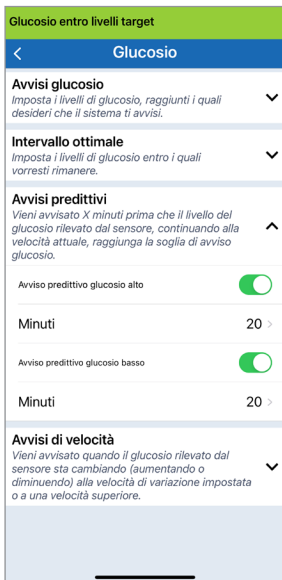 Glucosio entro livelli target
Glucosio
Avvisi glucosio
Imposta i livelli di glucosio, raggiunti i quali
desideri che il sistema ti avvisi.
Intervallo ottimale
Imposta i livelli di glucosio entro i quali
vorresti rimanere.
Avvisi predittivi
Vieni avvisato X minuti prima che il livello del
glucosio rilevato dal sensore, continuando alla
velocità attuale, raggiunga la soglia di avviso
glucosio.
Avviso predittivo glucosio alto
Minuti 20
Avviso predittivo glucosio basso
Minuti 20
Avvisi di velocità
Vieni avvisato quando il glucosio rilevato dal
sensore sta cambiando (aumentando o
diminuendo) alla velocità di variazione impostata
o a una velocità superiore.